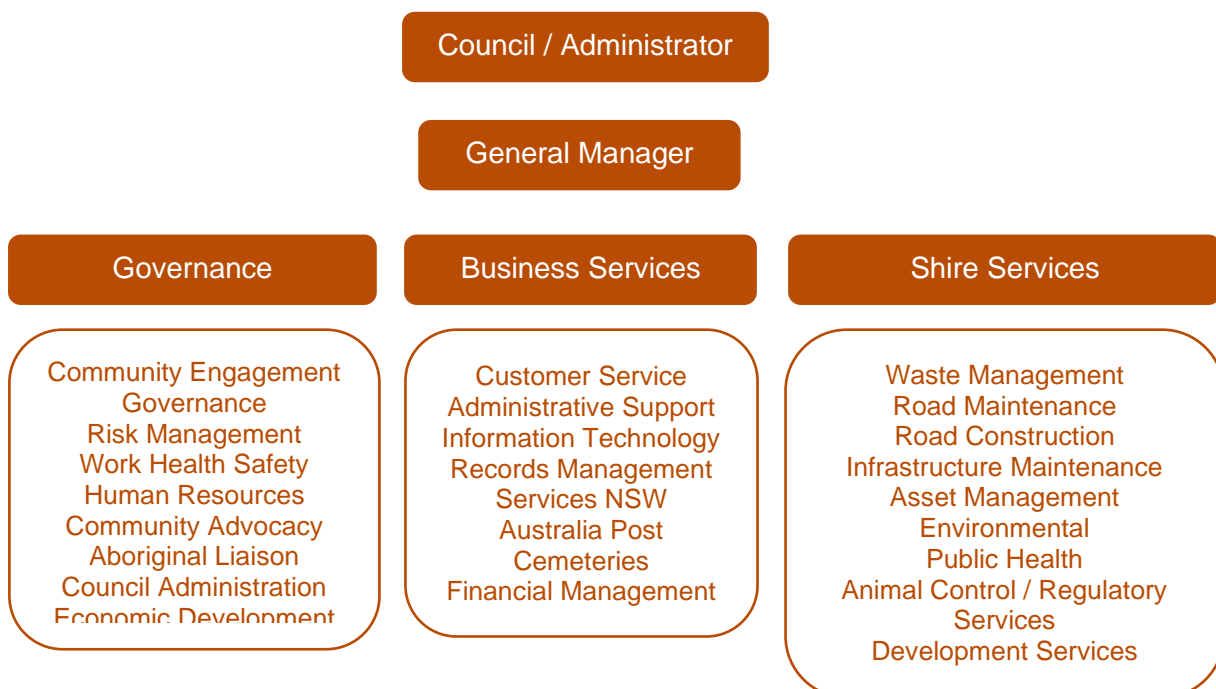 Council / Administrator
General Manager
Governance
Business Services
Shire Services
Community Engagement
Governance
Risk Management
Work Health Safety
Human Resources
Community Advocacy
Aboriginal Liaison
Council Administration
Economic Development
Customer Service
Administrative Support
Information Technology
Records Management
Services NSW
Australia Post
Cemeteries
Financial Management
Waste Management
Road Maintenance
Road Construction
Infrastructure Maintenance
Asset Management
Environmental
Public Health
Animal Control / Regulatory
Services
Development Services